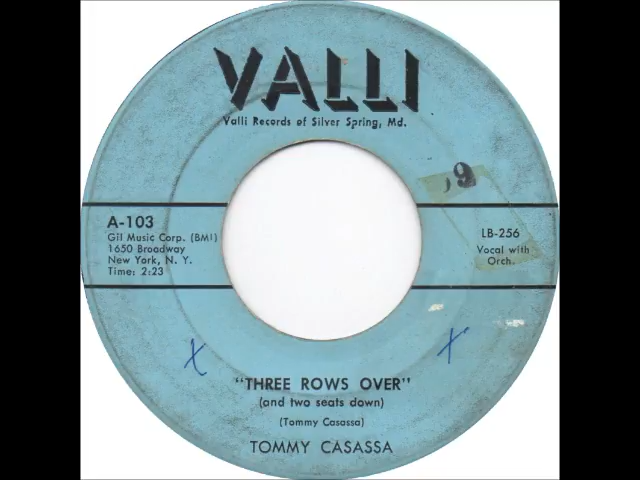 VALLI
Valli Records of Silver Spring, Md.
,9
A-103
Gil Music Corp. (BMI)
1650 Broadway
New York, N. Y.
Time: 2:23
LB-256
Vocal with
Orch.
x
x
"THREE ROWS OVER"
(and two seats down)
(Tommy Casassa)
TOMMY CASASSA